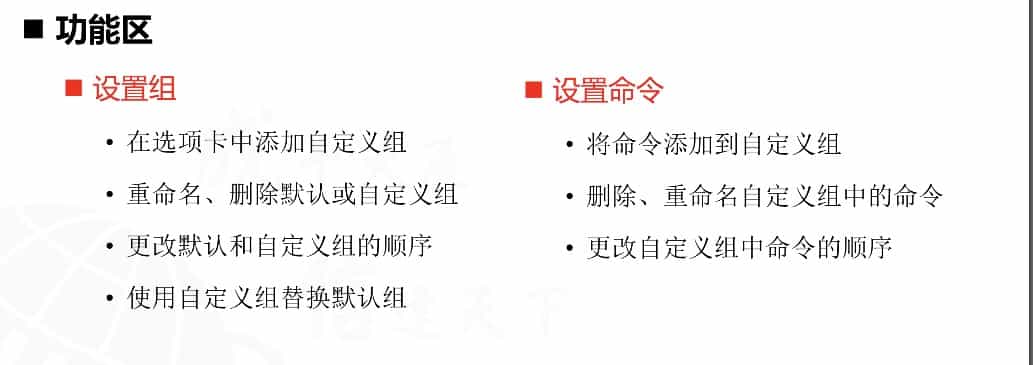 ■ 功能区
■ 设置组
• 在选项卡中添加自定义组
• 重命名、删除默认或自定义组
• 更改默认和自定义组的顺序
• 使用自定义组替换默认组
■ 设置命令
• 将命令添加到自定义组
• 删除、重命名自定义组中的命令
• 更改自定义组中命令的顺序